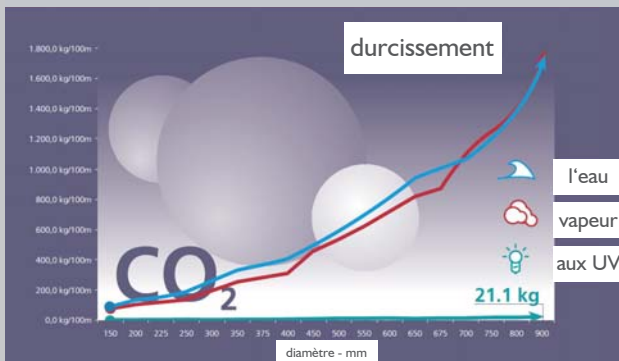 durcissement
1.800,0 kg/100m
1.600,0 kg/100m
1.400,0 kg/100m
1.200,0 kg/100m
1.000,0 kg/100m
800,0 kg/100m
600,0 kg/100m
400,0 kg/100m
200,0 kg/100m
0,0 kg/100m
CO2
l'eau
vapeur
aux UV
21.1 kg
150 200 225 250 300 350 375 400 450 500 550 600 650 675 700 750 800 900
diamètre - mm